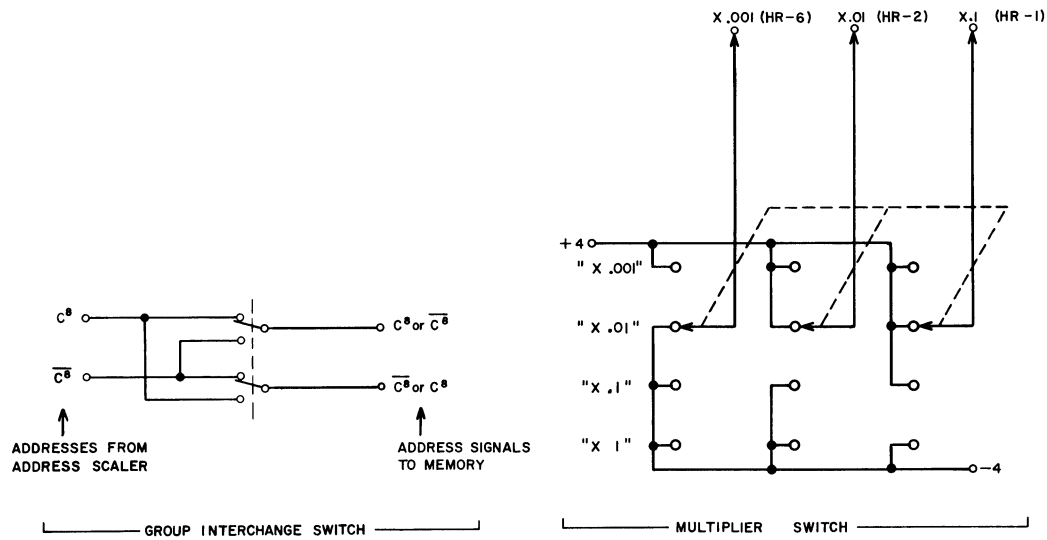 X .001 (HR-6) X.01 (HR-2) X.1 (HR-1)
+4
"X .001"
"X .01"
"X .1"
"X 1"
-4
C⁸
C⁸ or C̅⁸
C̅⁸
C̅⁸ or C⁸
ADDRESSES FROM
ADDRESS SCALER
ADDRESS SIGNALS
TO MEMORY
GROUP INTERCHANGE SWITCH
MULTIPLIER SWITCH